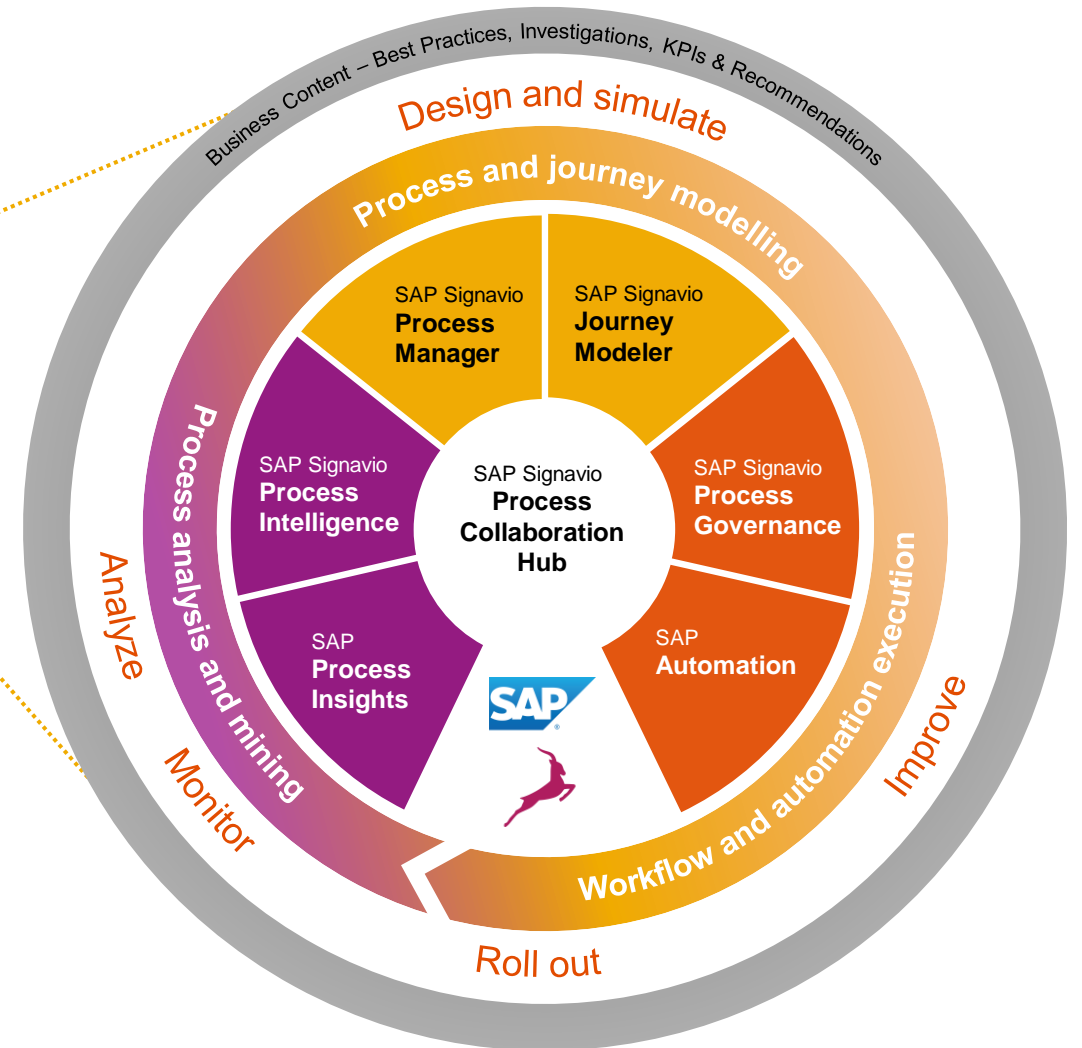 Business Content – Best Practices, Investigations, KPIs & Recommendations
Design and simulate
Process and journey modelling
SAP Signavio
Process
Manager
SAP Signavio
Journey
Modeler
SAP Signavio
Process
Intelligence
SAP Signavio
Process
Collaboration
Hub
SAP Signavio
Process
Governance
SAP
Process
Insights
SAP
Automation
SAP
®
Process analysis and mining
Workflow and automation execution
Analyze
Monitor
Improve
Roll out